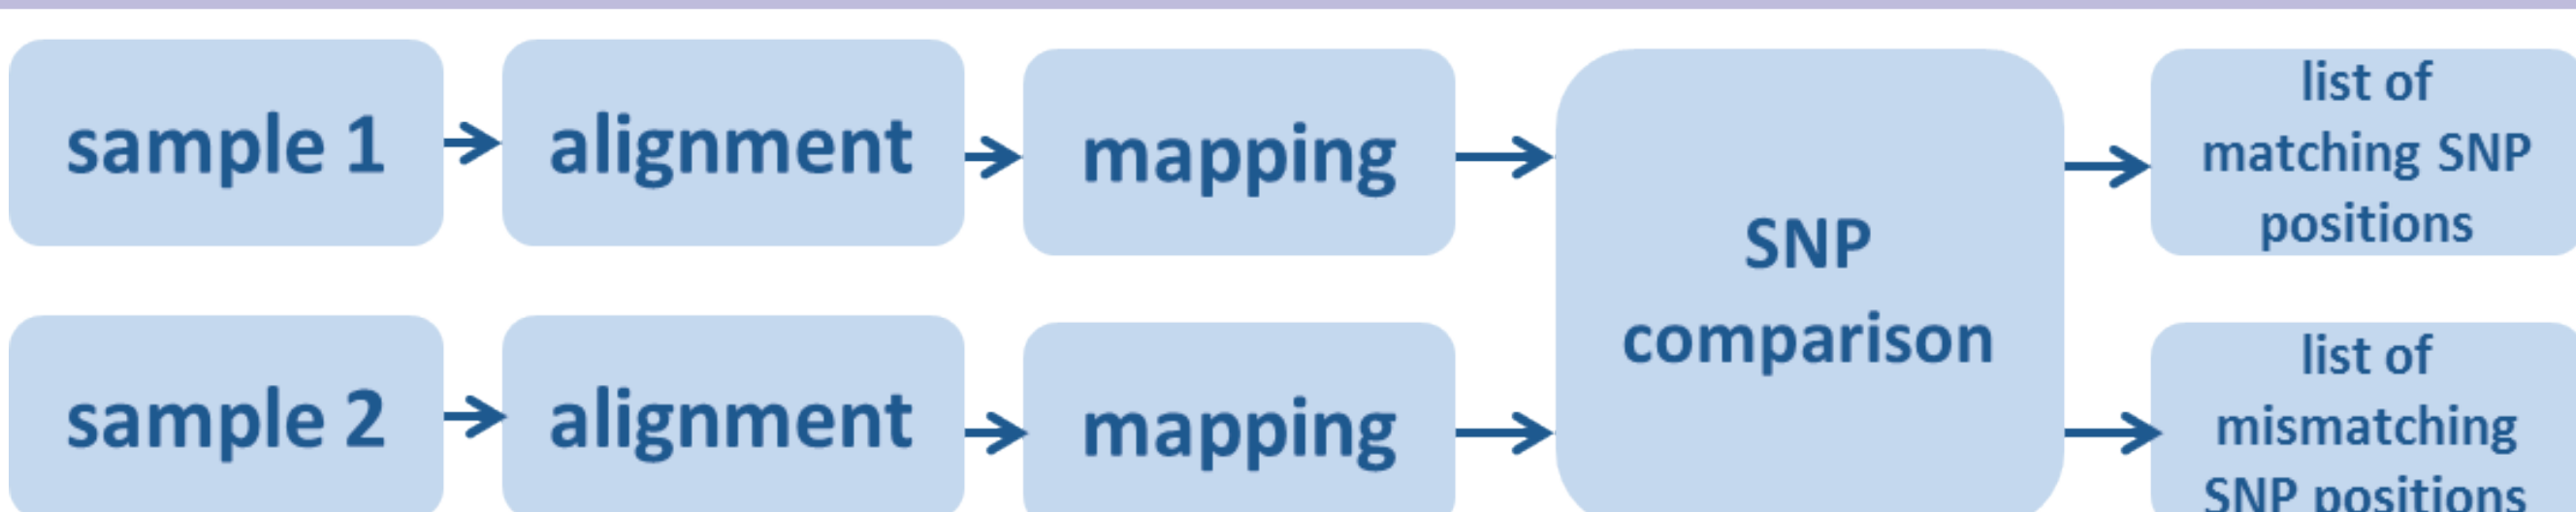 sample 1
alignment
mapping
SNP
comparison
list of
matching SNP
positions
sample 2
alignment
mapping
list of
mismatching
SNP positions